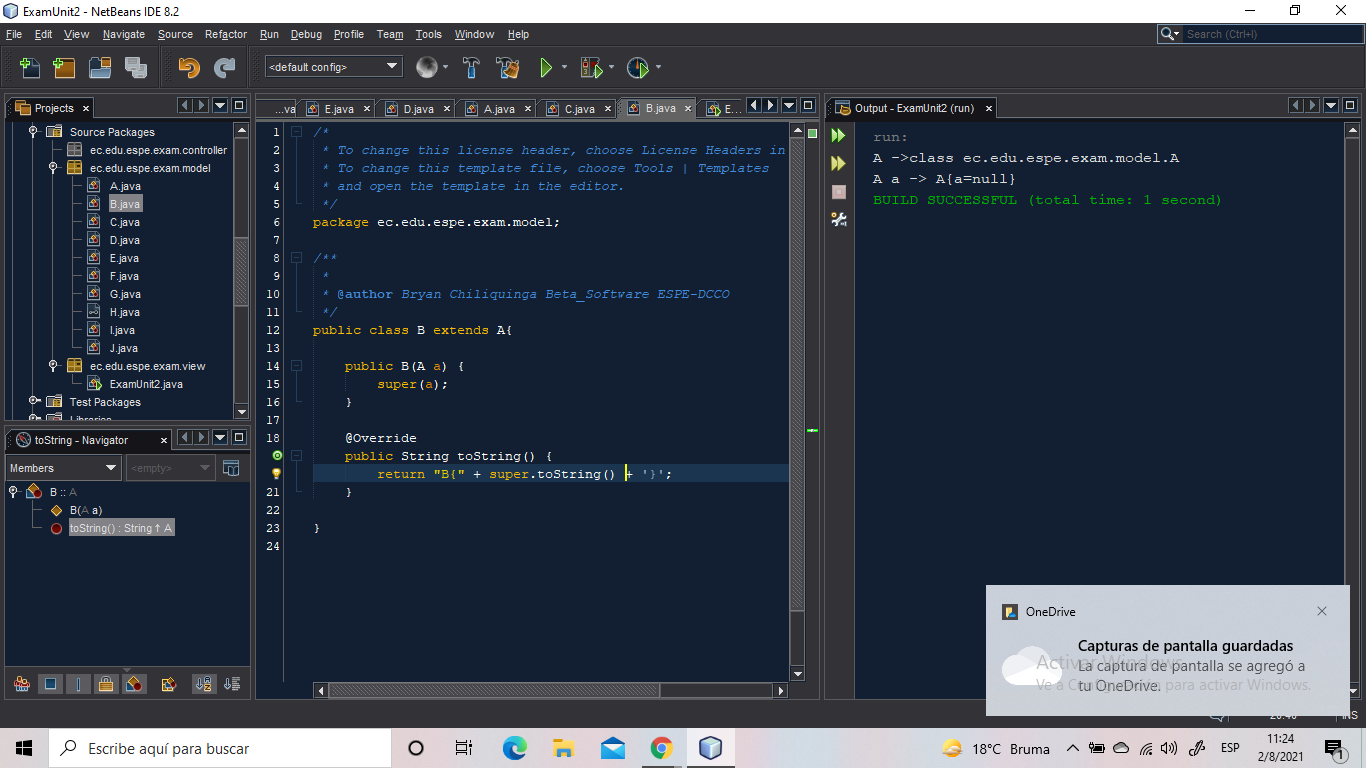 ExamUnit2 - NetBeans IDE 8.2
File Edit View Navigate Source Refactor Run Debug Profile Team Tools Window Help
Search (Ctrl+I)
<default config>
Projects
Source Packages
ec.edu.espe.exam.controller
ec.edu.espe.exam.model
A.java
B.java
C.java
D.java
E.java
F.java
G.java
H.java
I.java
J.java
ec.edu.espe.exam.view
ExamUnit2.java
Test Packages
Libraries
toString - Navigator
Members
<empty>
B :: A
B(A a)
toString() : String ↑ A
...va E.java D.java A.java C.java B.java E...
1 /*
2 * To change this license header, choose License Headers in
3 * To change this template file, choose Tools | Templates
4 * and open the template in the editor.
5 */
6 package ec.edu.espe.exam.model;
7
8 /**
9 *
10 * @author Bryan Chiliquinga Beta_Software ESPE-DCCO
11 */
12 public class B extends A{
13
14 public B(A a) {
15 super(a);
16 }
17
18 @Override
public String toString() {
return "B{" + super.toString() + '}';
21 }
22
23 }
24
Output - ExamUnit2 (run)
run:
A ->class ec.edu.espe.exam.model.A
A a -> A{a=null}
BUILD SUCCESSFUL (total time: 1 second)
OneDrive
Capturas de pantalla guardadas
La captura de pantalla se agregó a
tu OneDrive.
Activar Windows
Ve a Configuración para activar Windows.
INS
Escribe aquí para buscar
18°C Bruma
ESP
11:24
2/8/2021
1